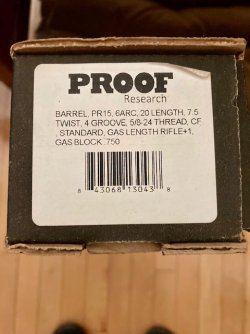 PROOF
Research
BARREL, PR15, 6ARC, 20 LENGTH, 7.5
TWIST, 4 GROOVE, 5/8-24 THREAD, CF
, STANDARD, GAS LENGTH RIFLE+1,
GAS BLOCK .750
8 43068 13043 8